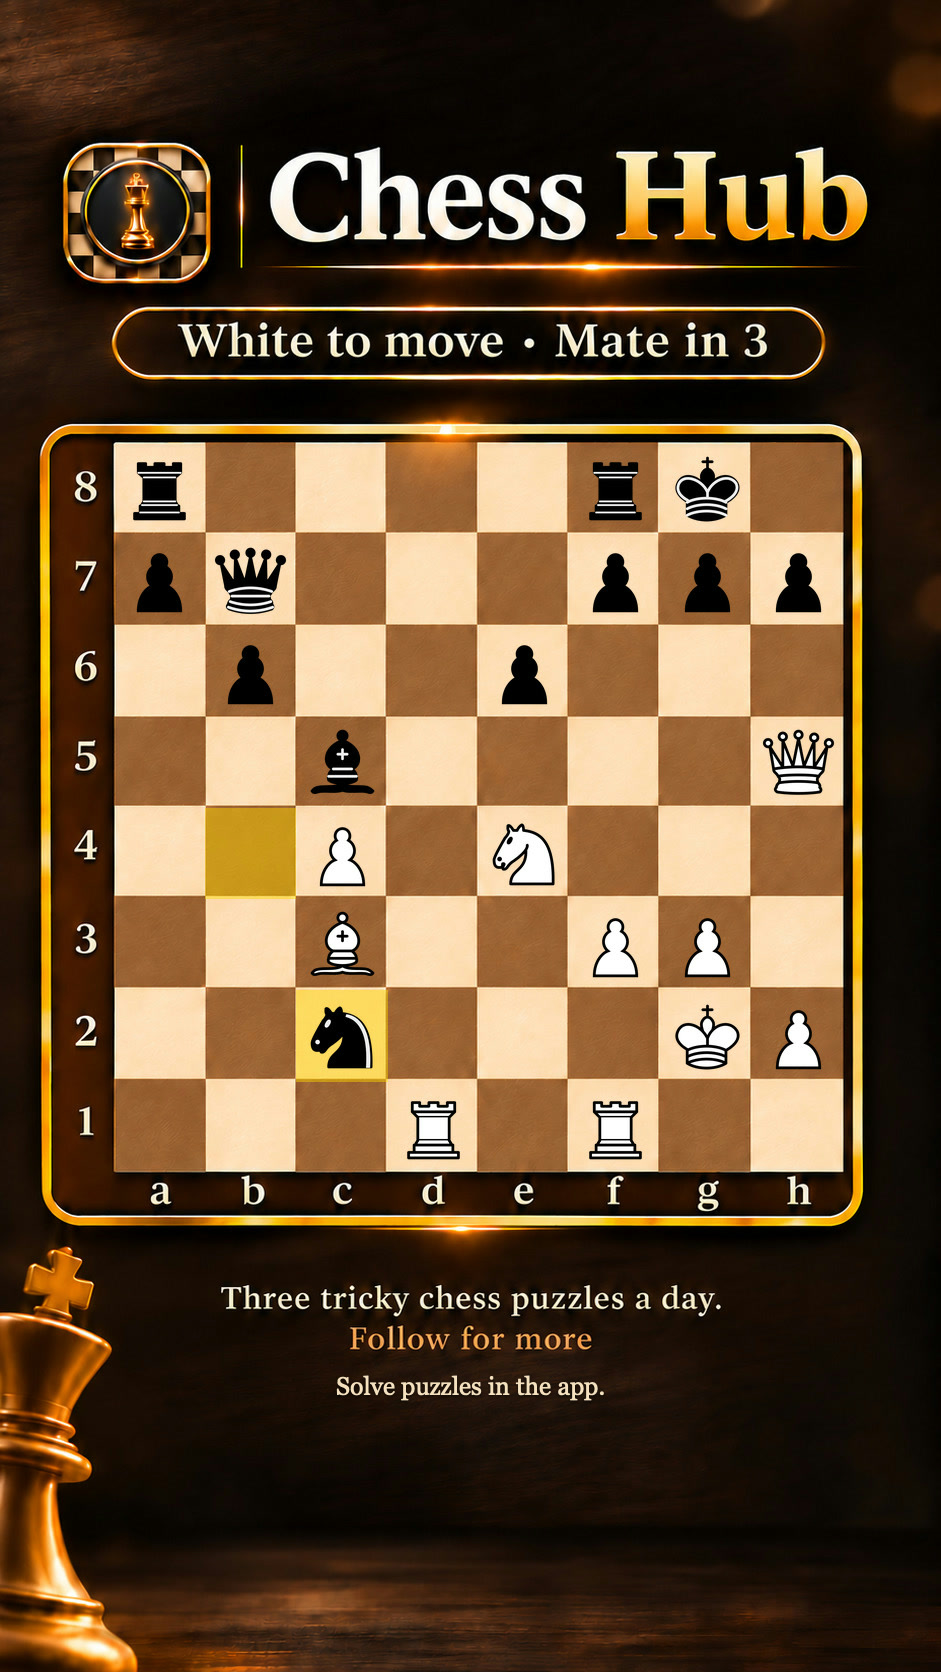 Chess Hub
White to move • Mate in 3
8
7
6
5
4
3
2
1
a b c d e f g h
Three tricky chess puzzles a day.
Follow for more
Solve puzzles in the app.